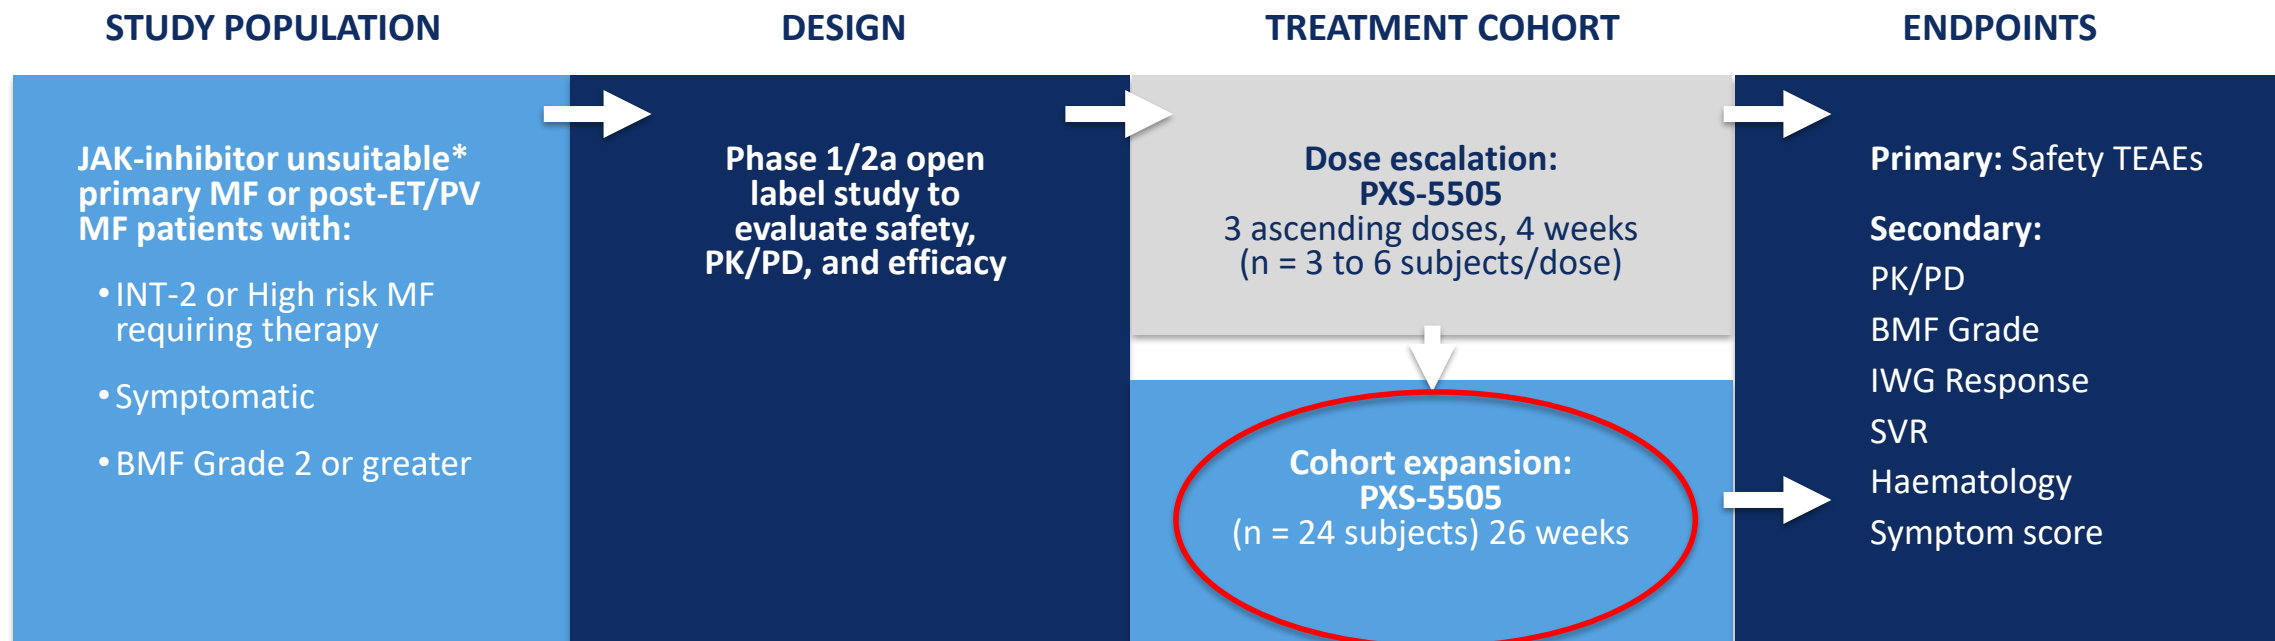 STUDY POPULATION
JAK-inhibitor unsuitable*
primary MF or post-ET/PV
MF patients with:
• INT-2 or High risk MF
requiring therapy
• Symptomatic
• BMF Grade 2 or greater
DESIGN
Phase 1/2a open
label study to
evaluate safety,
PK/PD, and efficacy
TREATMENT COHORT
Dose escalation:
PXS-5505
3 ascending doses, 4 weeks
(n = 3 to 6 subjects/dose)
Cohort expansion:
PXS-5505
(n = 24 subjects) 26 weeks
ENDPOINTS
Primary: Safety TEAEs
Secondary:
PK/PD
BMF Grade
IWG Response
SVR
Haematology
Symptom score